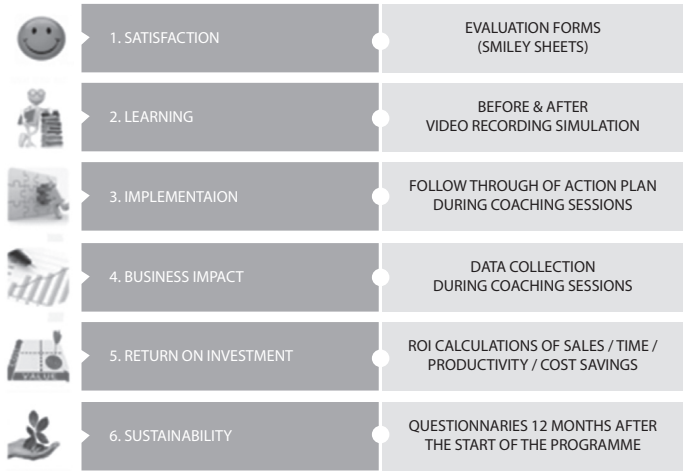 1. SATISFACTION
EVALUATION FORMS
(SMILEY SHEETS)
2. LEARNING
BEFORE & AFTER
VIDEO RECORDING SIMULATION
3. IMPLEMENTAION
FOLLOW THROUGH OF ACTION PLAN
DURING COACHING SESSIONS
4. BUSINESS IMPACT
DATA COLLECTION
DURING COACHING SESSIONS
VALUE
5. RETURN ON INVESTMENT
ROI CALCULATIONS OF SALES / TIME /
PRODUCTIVITY / COST SAVINGS
6. SUSTAINABILITY
QUESTIONNARIES 12 MONTHS AFTER
THE START OF THE PROGRAMME